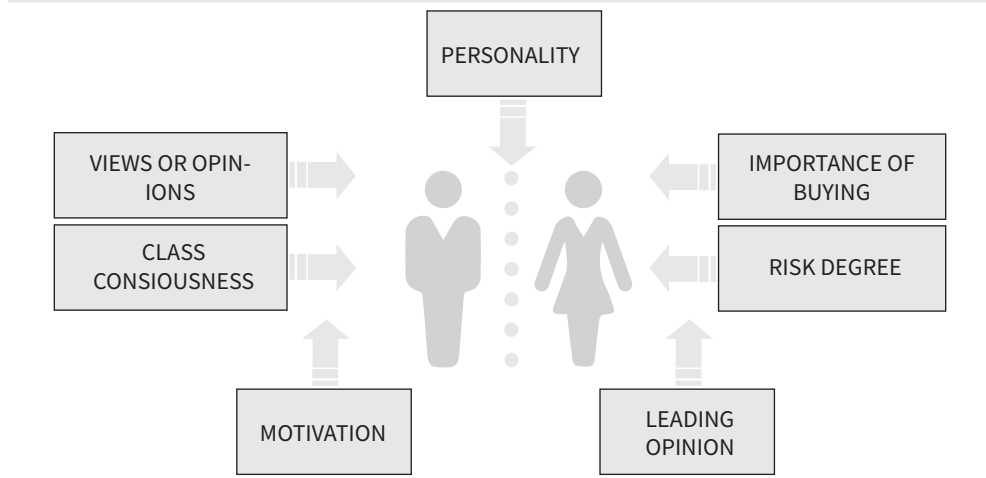 PERSONALITY
VIEWS OR OPIN-
IONS
IMPORTANCE OF
BUYING
CLASS
CONSIOUSNESS
RISK DEGREE
MOTIVATION
LEADING
OPINION